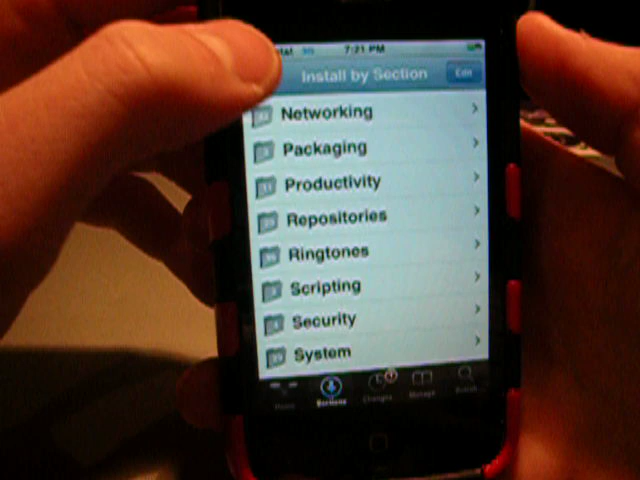 7:21 PM
Install by Section
Edit
Networking
Packaging
Productivity
Repositories
Ringtones
Scripting
Security
System
Home
Sections
Changes
Manage
Search